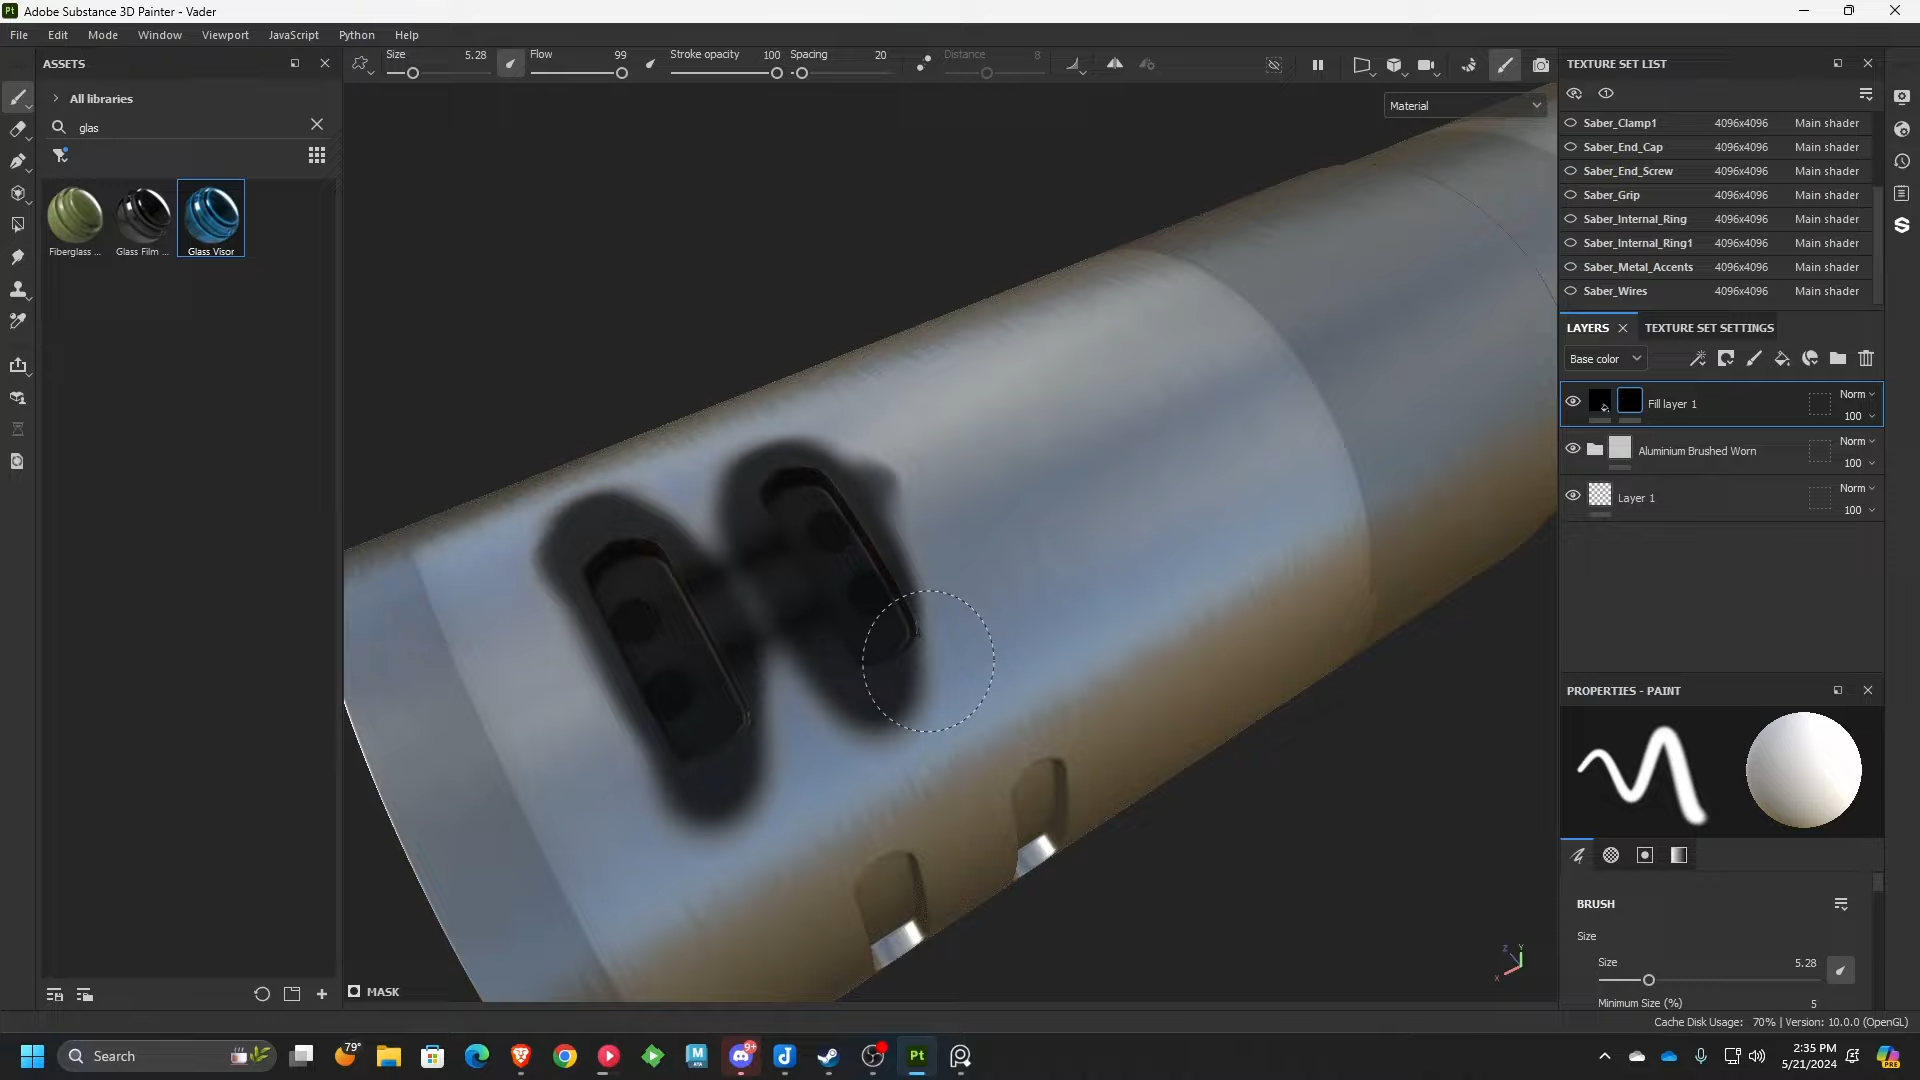 Adobe Substance 3D Painter - Vader
File Edit Mode Window Viewport JavaScript Python Help
ASSETS
Size 5.28 Flow 99 Stroke opacity 100 Spacing 20 Distance 8
TEXTURE SET LIST
All libraries
Material
glas
Saber_Clamp1 4096x4096 Main shader
Saber_End_Cap 4096x4096 Main shader
Saber_End_Screw 4096x4096 Main shader
Saber_Grip 4096x4096 Main shader
Saber_Internal_Ring 4096x4096 Main shader
Saber_Internal_Ring1 4096x4096 Main shader
Saber_Metal_Accents 4096x4096 Main shader
Saber_Wires 4096x4096 Main shader
Fiberglass ... Glass Film ... Glass Visor
LAYERS TEXTURE SET SETTINGS
Base color
Fill layer 1 Norm
100
Aluminium Brushed Worn Norm
100
Layer 1 Norm
100
PROPERTIES - PAINT
BRUSH
Size
Size 5.28
Minimum Size (%) 5
Z Y
X
MASK
Cache Disk Usage: 70% | Version: 10.0.0 (OpenGL)
Search
79°
9+
Pt
2:35 PM
5/21/2024